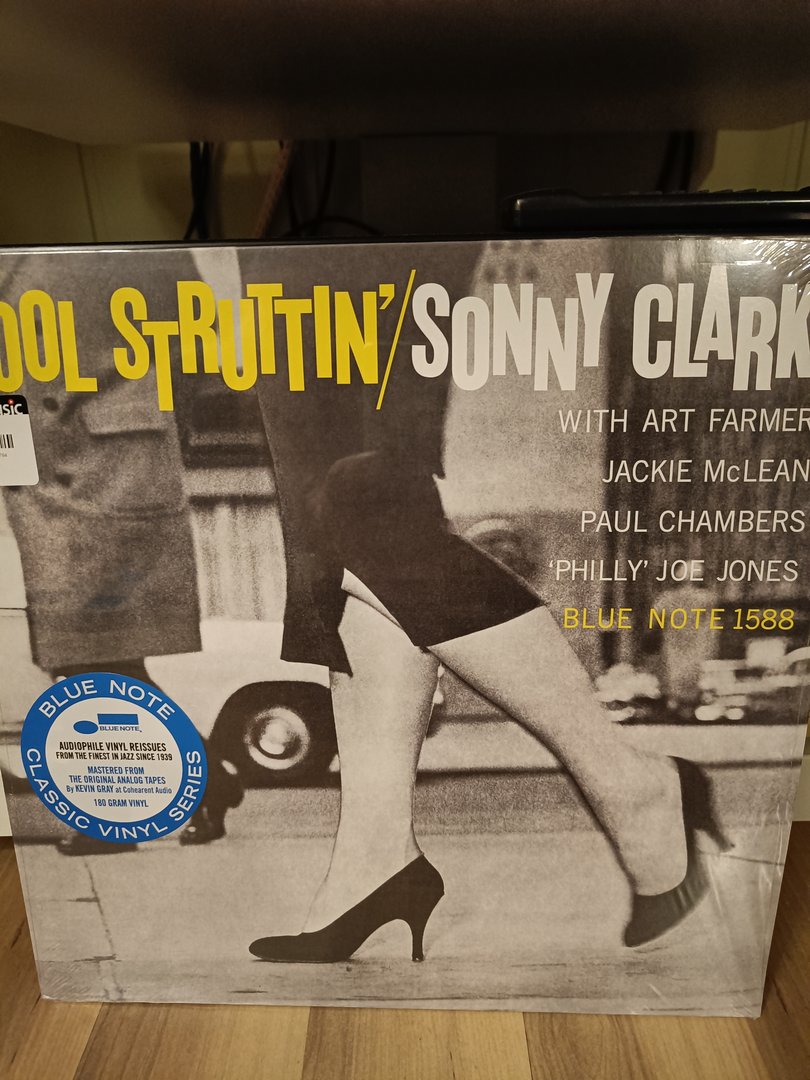 OOL STRUTTIN'/SONNY CLARK
WITH ART FARMER
JACKIE McLEAN
PAUL CHAMBERS
'PHILLY' JOE JONES
BLUE NOTE 1588
BLUE NOTE
BLUE NOTE.
AUDIOPHILE VINYL REISSUES
FROM THE FINEST IN JAZZ SINCE 1939
MASTERED FROM
THE ORIGINAL ANALOG TAPES
By KEVIN GRAY at Cohearent Audio
180 GRAM VINYL
CLASSIC VINYL SERIES